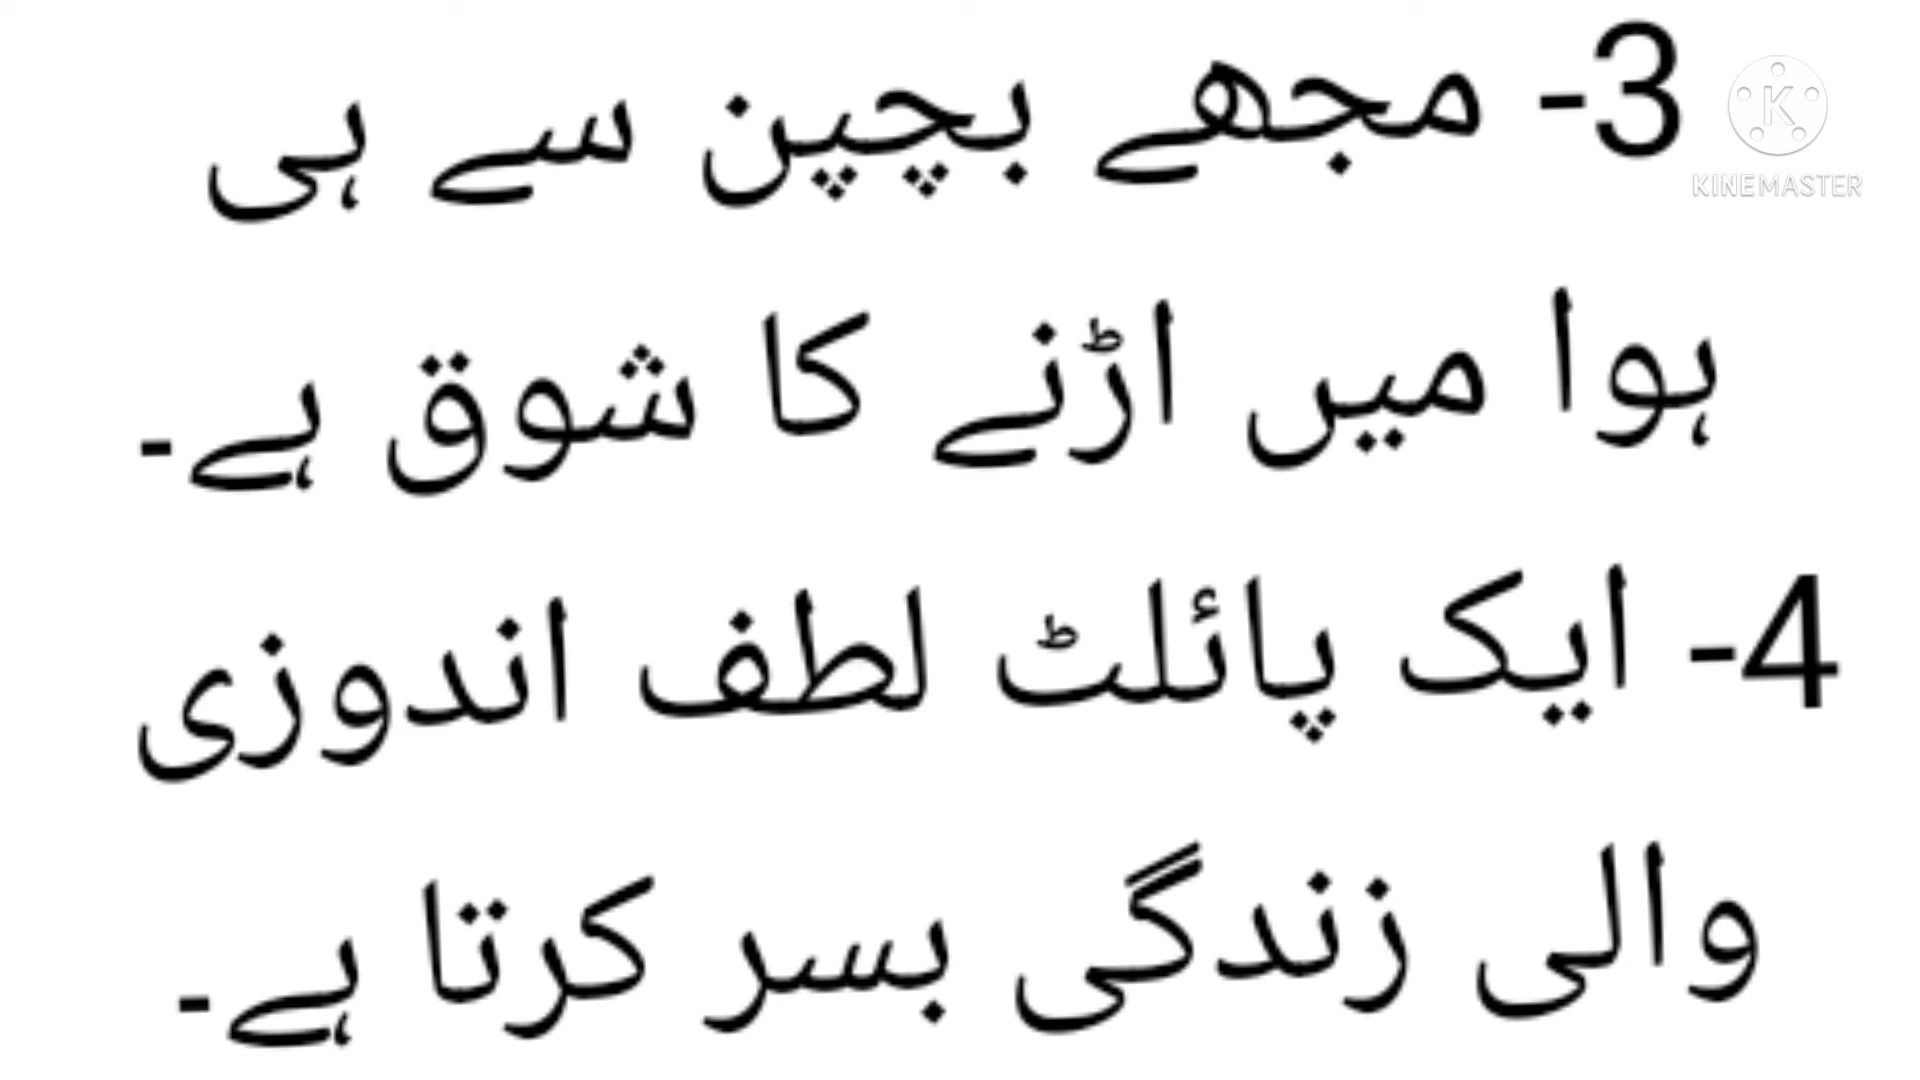 3- مجھے بچپن سے ہی
KINEMASTER
ہوا میں اڑنے کا شوق ہے۔
4- ایک پائلٹ لطف اندوزی
والی زندگی بسر کرتا ہے۔